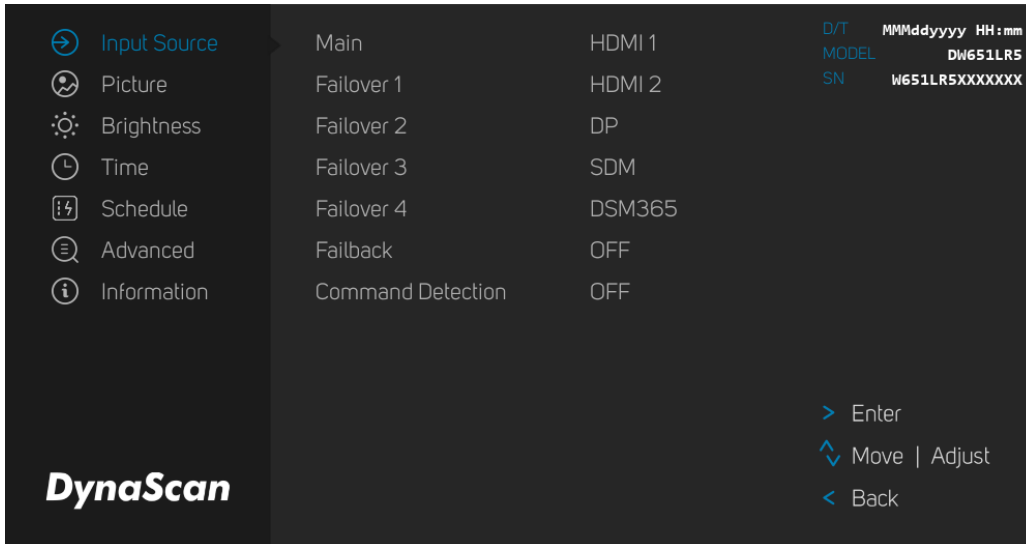 Input Source
Picture
Brightness
Time
Schedule
Advanced
Information
DynaScan
Main HDMI 1
Failover 1 HDMI 2
Failover 2 DP
Failover 3 SDM
Failover 4 DSM365
Failback OFF
Command Detection OFF
D/T MMMddyyyy HH:mm
MODEL DW651LR5
SN W651LR5XXXXXXX
> Enter
Move | Adjust
< Back